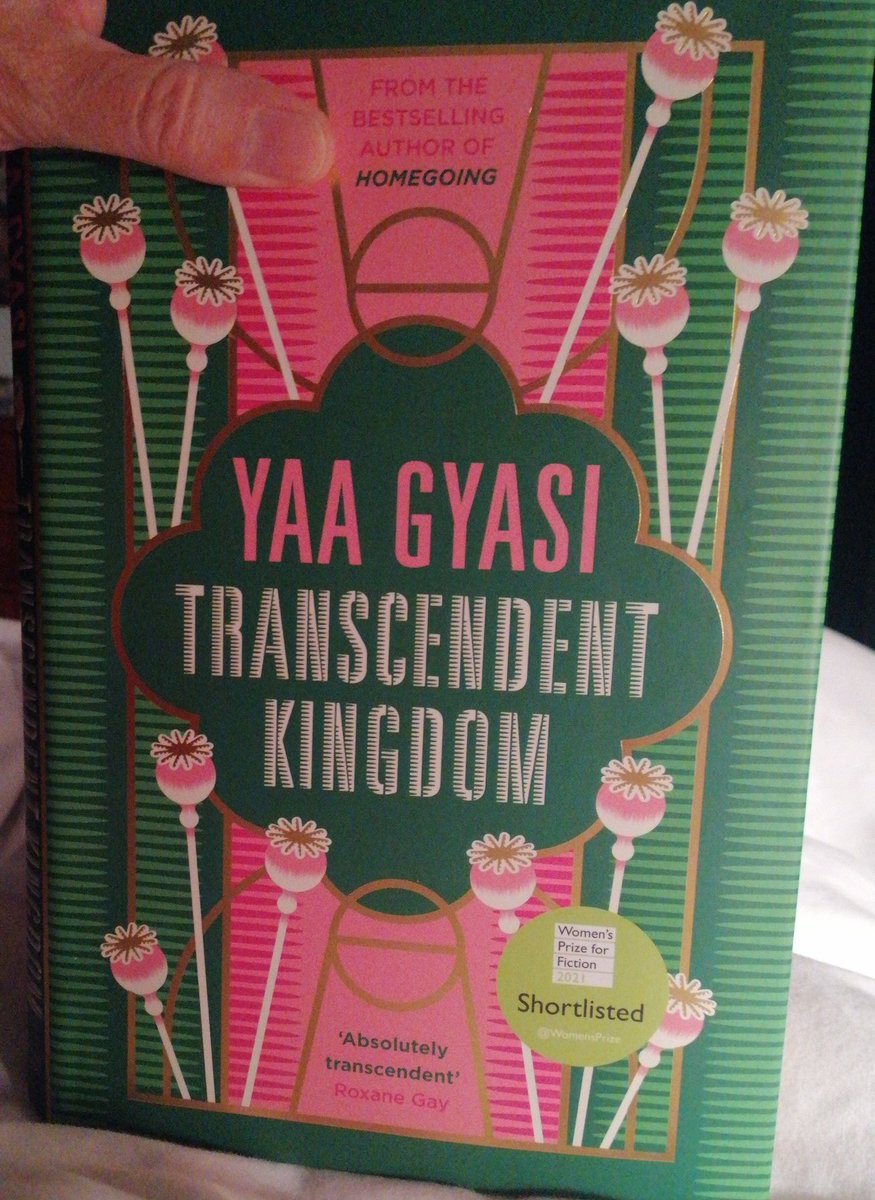 FROM THE
BESTSELLING
AUTHOR OF
HOMEGOING
YAA GYASI
TRANSCENDENT
KINGDOM
Women's
Prize for
Fiction
2021
Shortlisted
@WomensPrize
'Absolutely
transcendent'
Roxane Gay